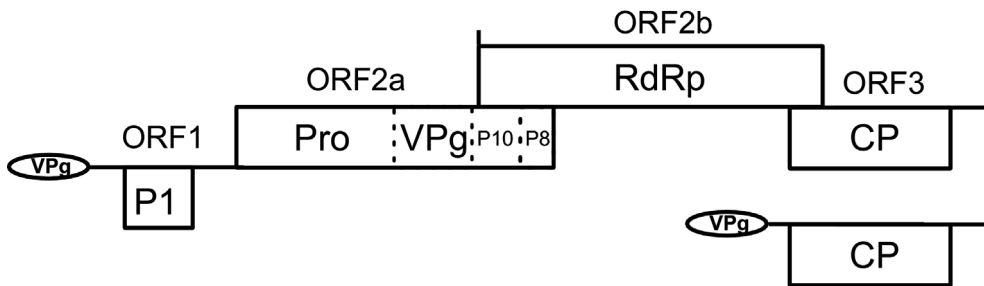 ORF2b
ORF2a RdRp ORF3
ORF1 Pro VPg P10 P8 CP
VPg
P1
VPg
CP